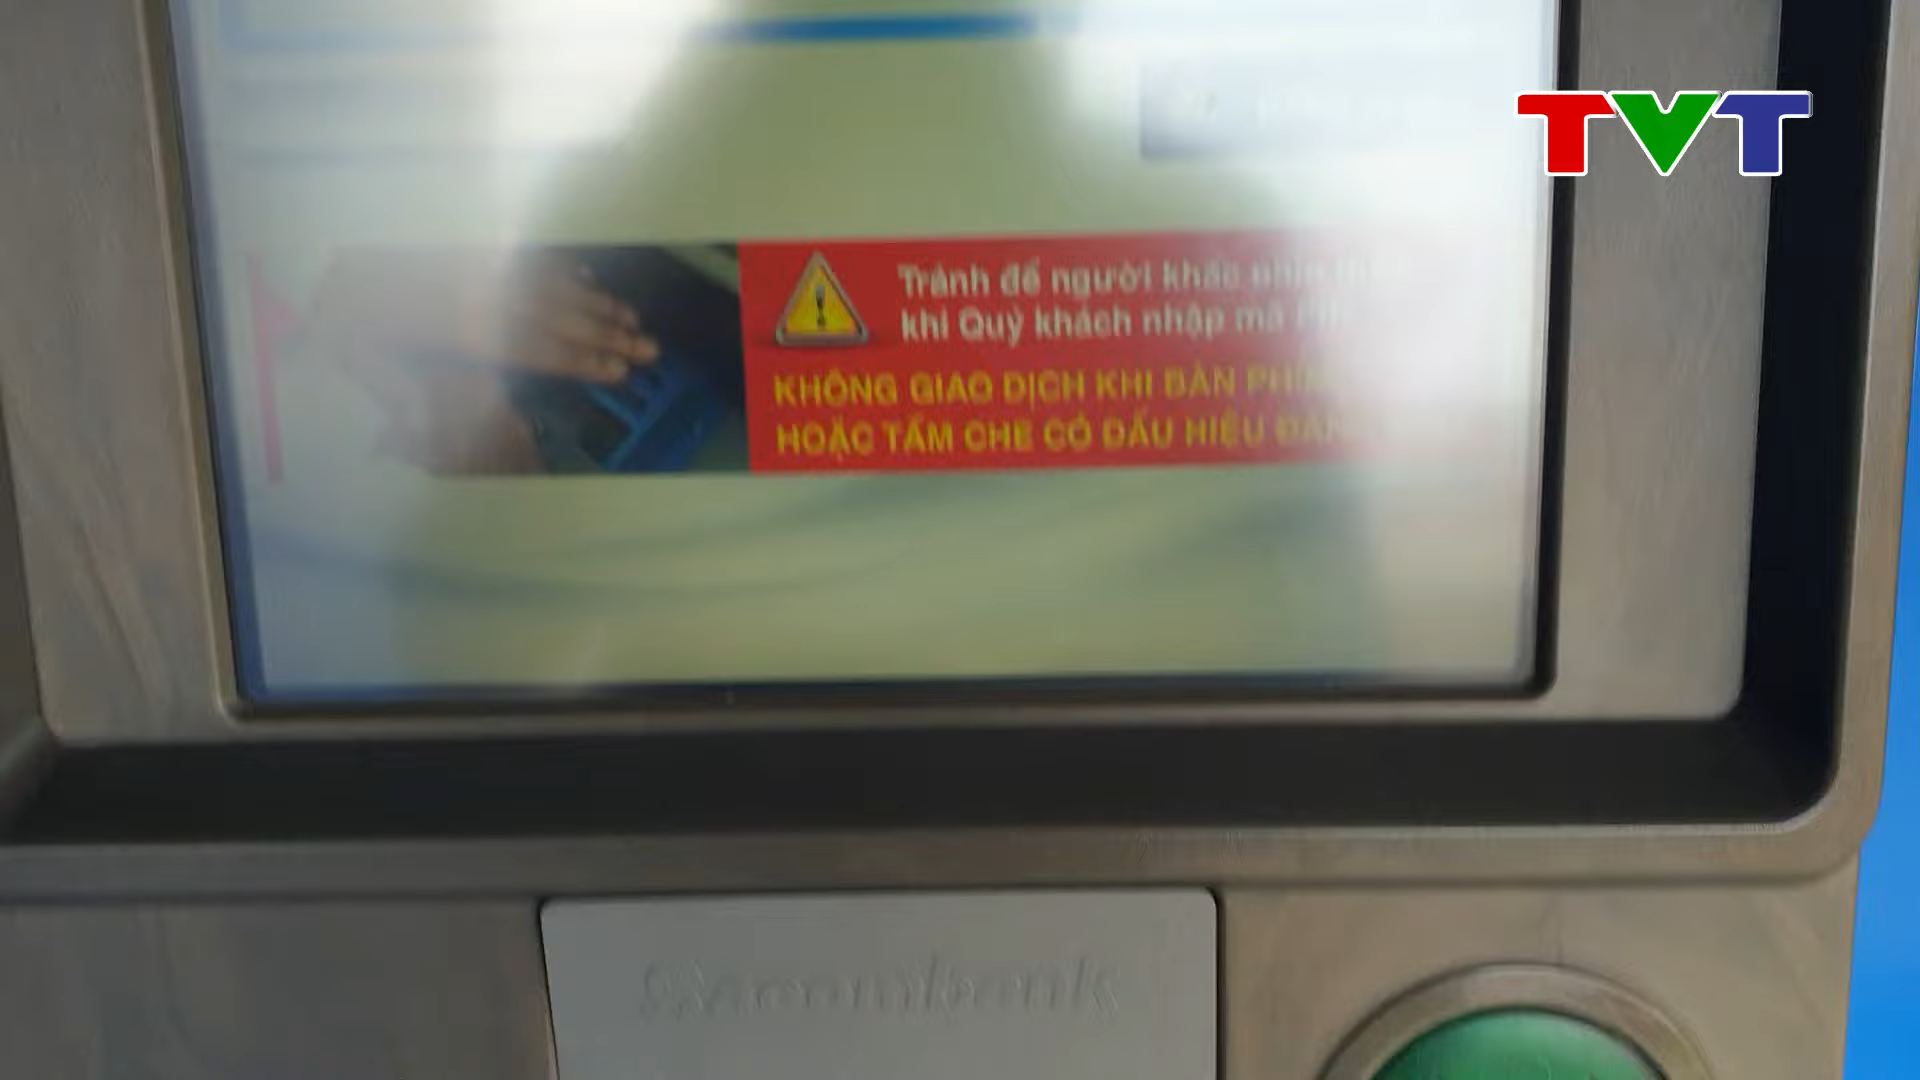 TVT
Tránh để người khác nhìn
khi Quý khách nhập mã
KHÔNG GIAO DỊCH KHI BÀN PHÍM
HOẶC TẤM CHE CÓ DẤU HIỆU
Sacombank